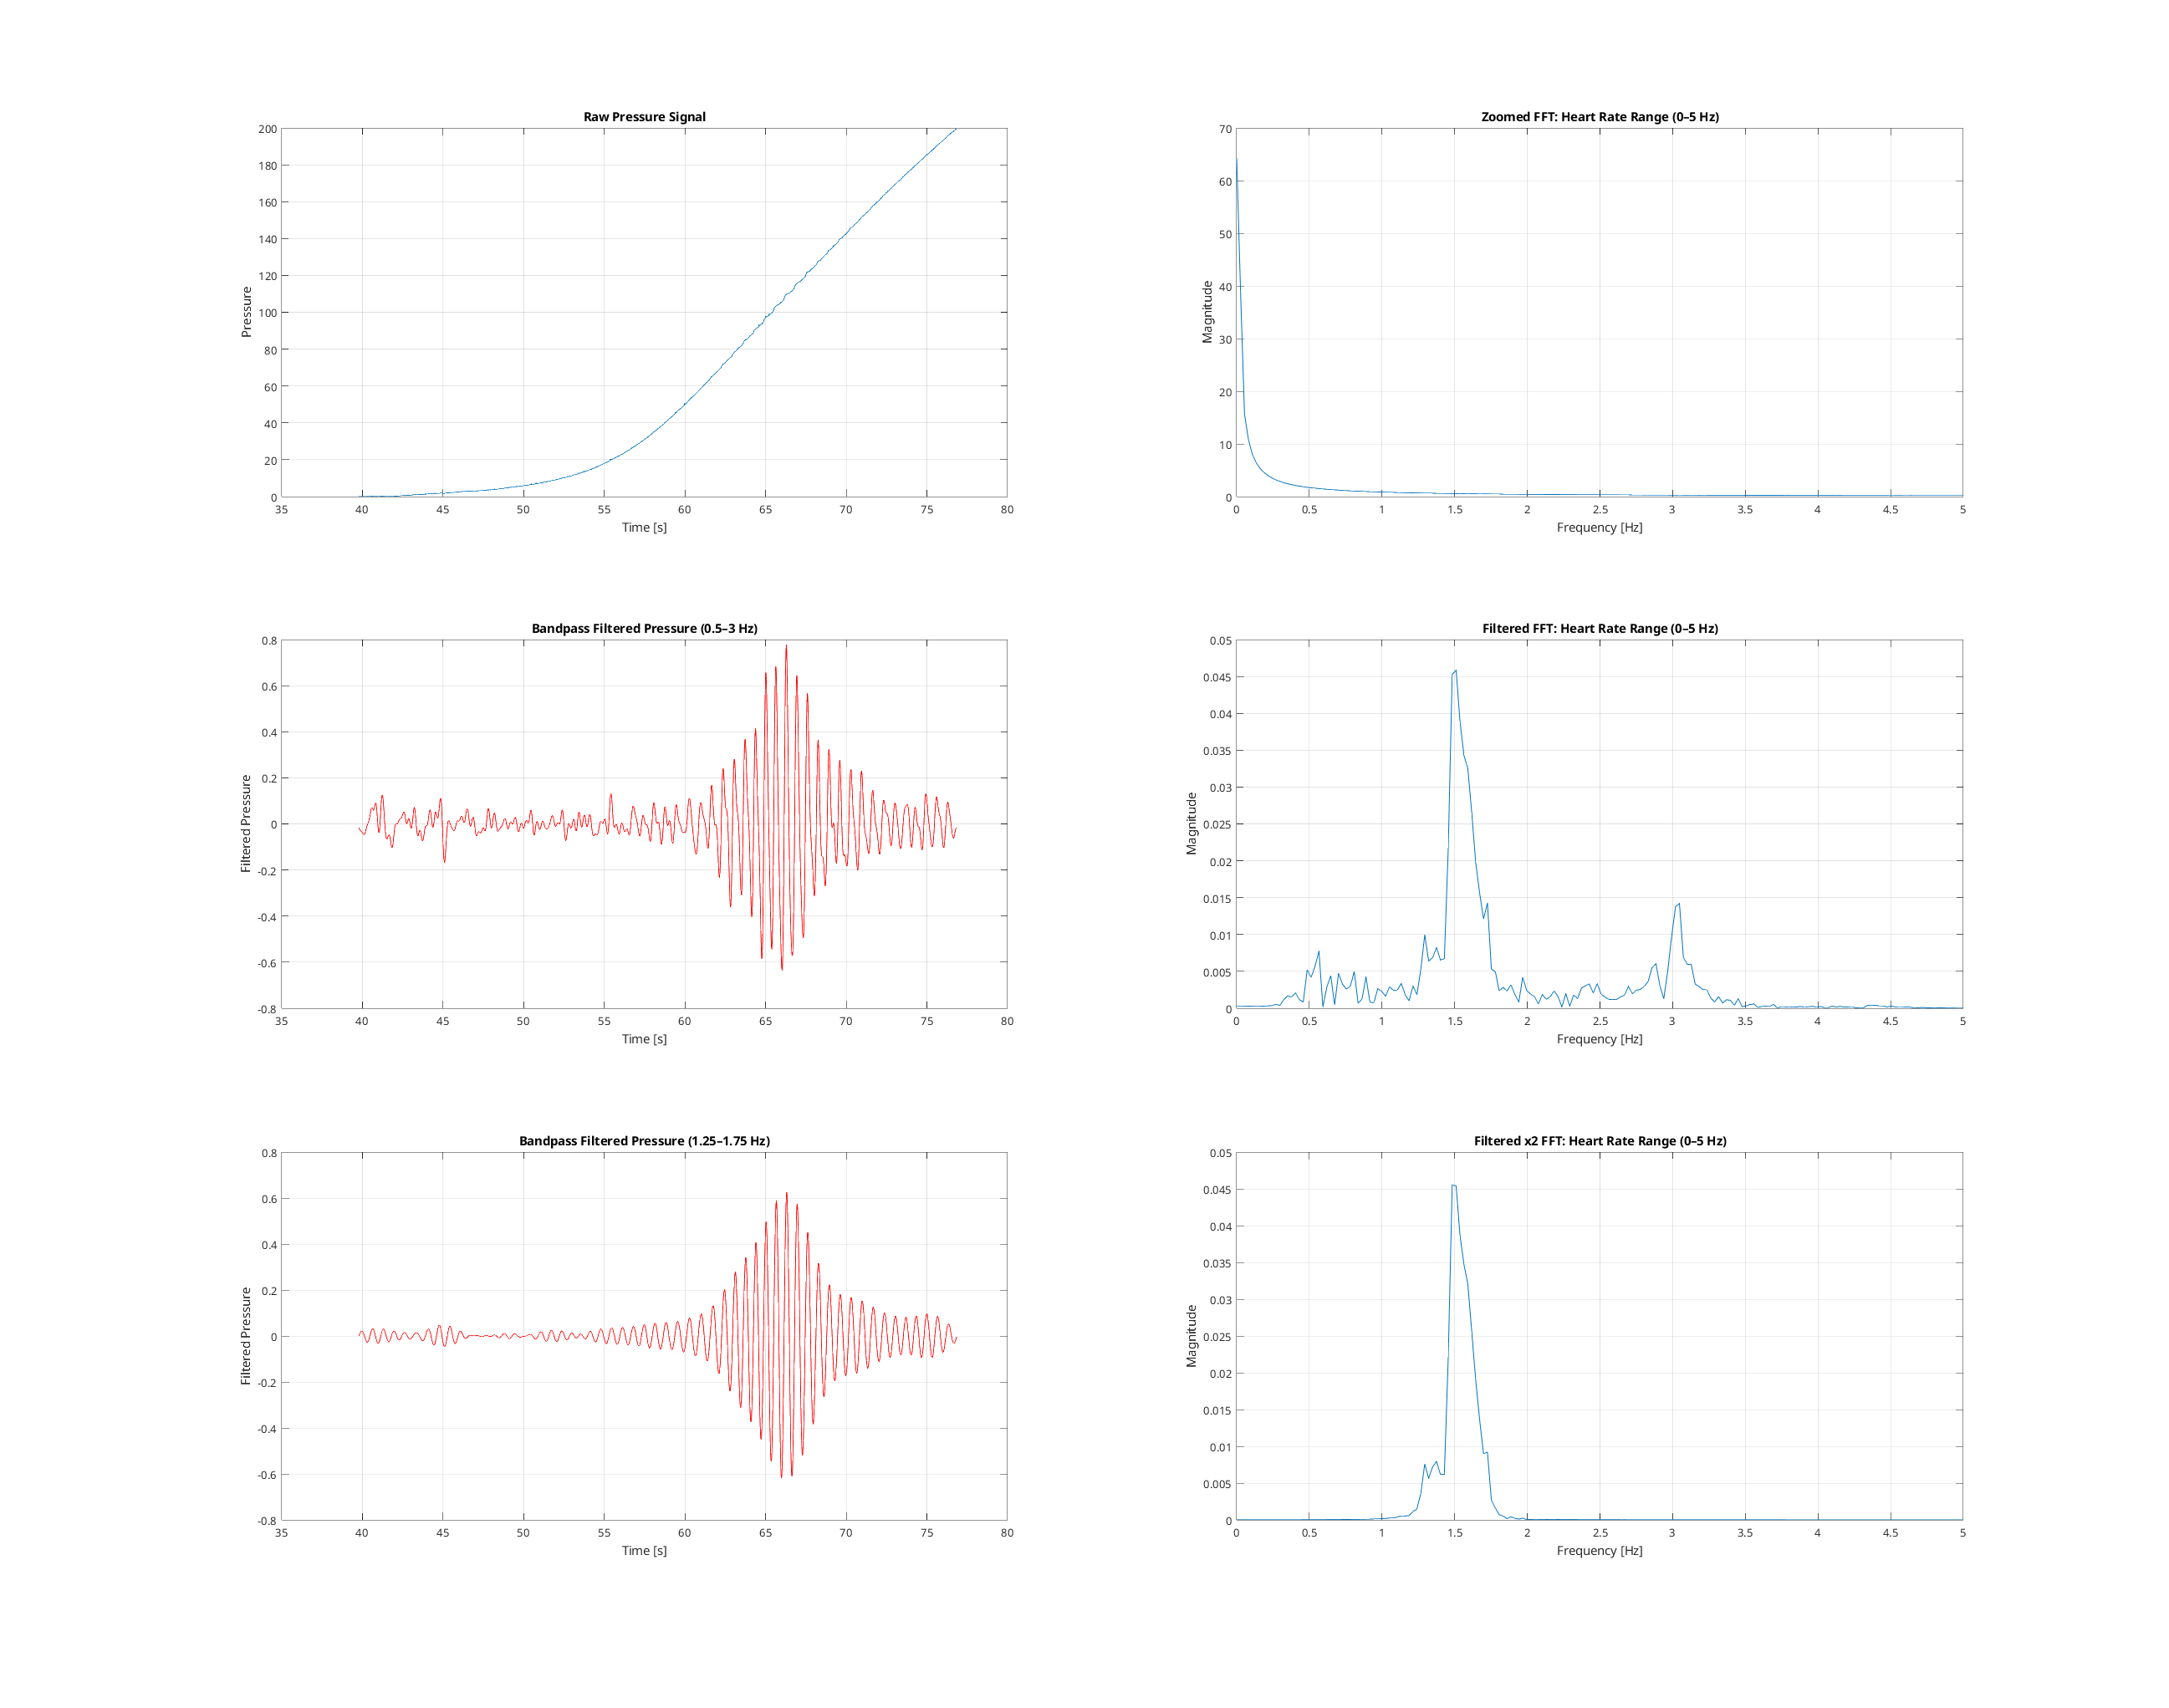 Raw Pressure Signal
200
180
160
140
120
100
80
60
40
20
0
Pressure
35 40 45 50 55 60 65 70 75 80
Time [s]
Zoomed FFT: Heart Rate Range (0–5 Hz)
70
60
50
40
30
20
10
0
Magnitude
0 0.5 1 1.5 2 2.5 3 3.5 4 4.5 5
Frequency [Hz]
Bandpass Filtered Pressure (0.5–3 Hz)
0.8
0.6
0.4
0.2
0
-0.2
-0.4
-0.6
-0.8
Filtered Pressure
35 40 45 50 55 60 65 70 75 80
Time [s]
Filtered FFT: Heart Rate Range (0–5 Hz)
0.05
0.045
0.04
0.035
0.03
0.025
0.02
0.015
0.01
0.005
0
Magnitude
0 0.5 1 1.5 2 2.5 3 3.5 4 4.5 5
Frequency [Hz]
Bandpass Filtered Pressure (1.25–1.75 Hz)
0.8
0.6
0.4
0.2
0
-0.2
-0.4
-0.6
-0.8
Filtered Pressure
35 40 45 50 55 60 65 70 75 80
Time [s]
Filtered x2 FFT: Heart Rate Range (0–5 Hz)
0.05
0.045
0.04
0.035
0.03
0.025
0.02
0.015
0.01
0.005
0
Magnitude
0 0.5 1 1.5 2 2.5 3 3.5 4 4.5 5
Frequency [Hz]